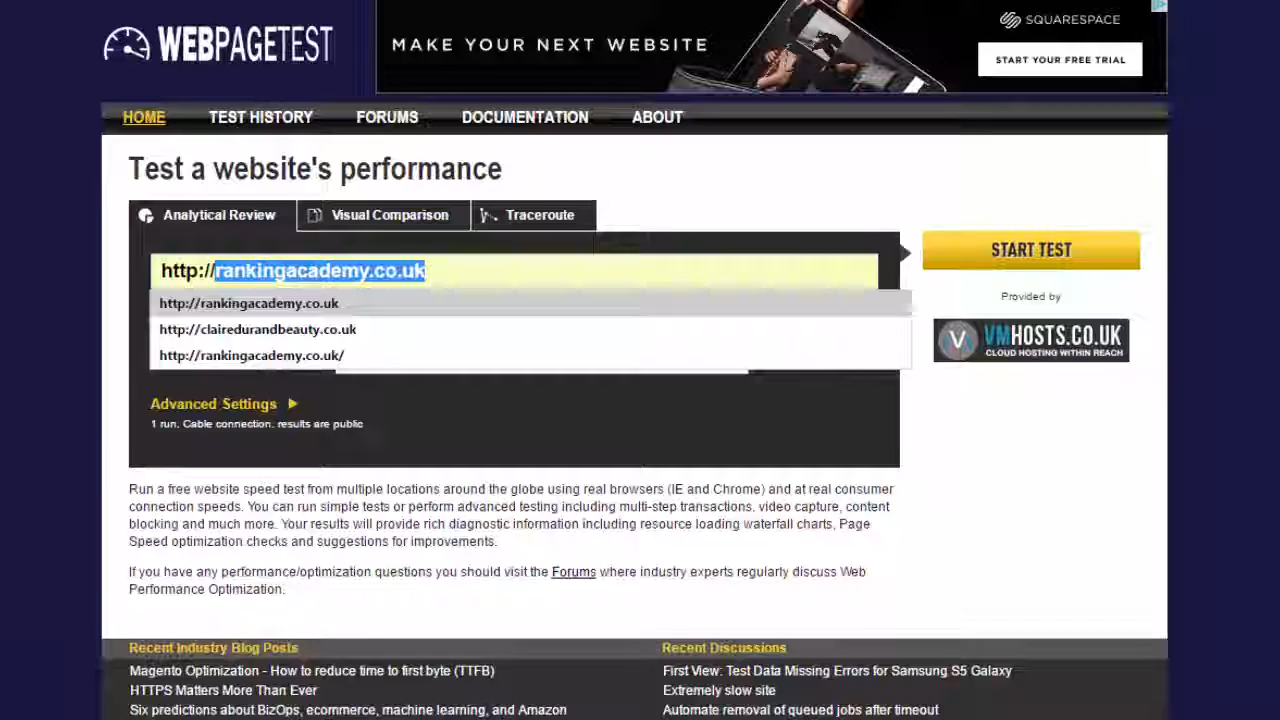 WEBPAGETEST
MAKE YOUR NEXT WEBSITE
SQUARESPACE
START YOUR FREE TRIAL
HOME
TEST HISTORY
FORUMS
DOCUMENTATION
ABOUT
Test a website's performance
Analytical Review
Visual Comparison
Traceroute
http://rankingacademy.co.uk
START TEST
http://rankingacademy.co.uk
http://clairedurandbeauty.co.uk
http://rankingacademy.co.uk/
Provided by
VMHOSTS.CO.UK
CLOUD HOSTING WITHIN REACH
Advanced Settings
1 run, Cable connection, results are public
Run a free website speed test from multiple locations around the globe using real browsers (IE and Chrome) and at real consumer
connection speeds. You can run simple tests or perform advanced testing including multi-step transactions, video capture, content
blocking and much more. Your results will provide rich diagnostic information including resource loading waterfall charts, Page
Speed optimization checks and suggestions for improvements.
If you have any performance/optimization questions you should visit the Forums where industry experts regularly discuss Web
Performance Optimization.
Recent Industry Blog Posts
Magento Optimization - How to reduce time to first byte (TTFB)
HTTPS Matters More Than Ever
Six predictions about BizOps, ecommerce, machine learning, and Amazon
Recent Discussions
First View: Test Data Missing Errors for Samsung S5 Galaxy
Extremely slow site
Automate removal of queued jobs after timeout